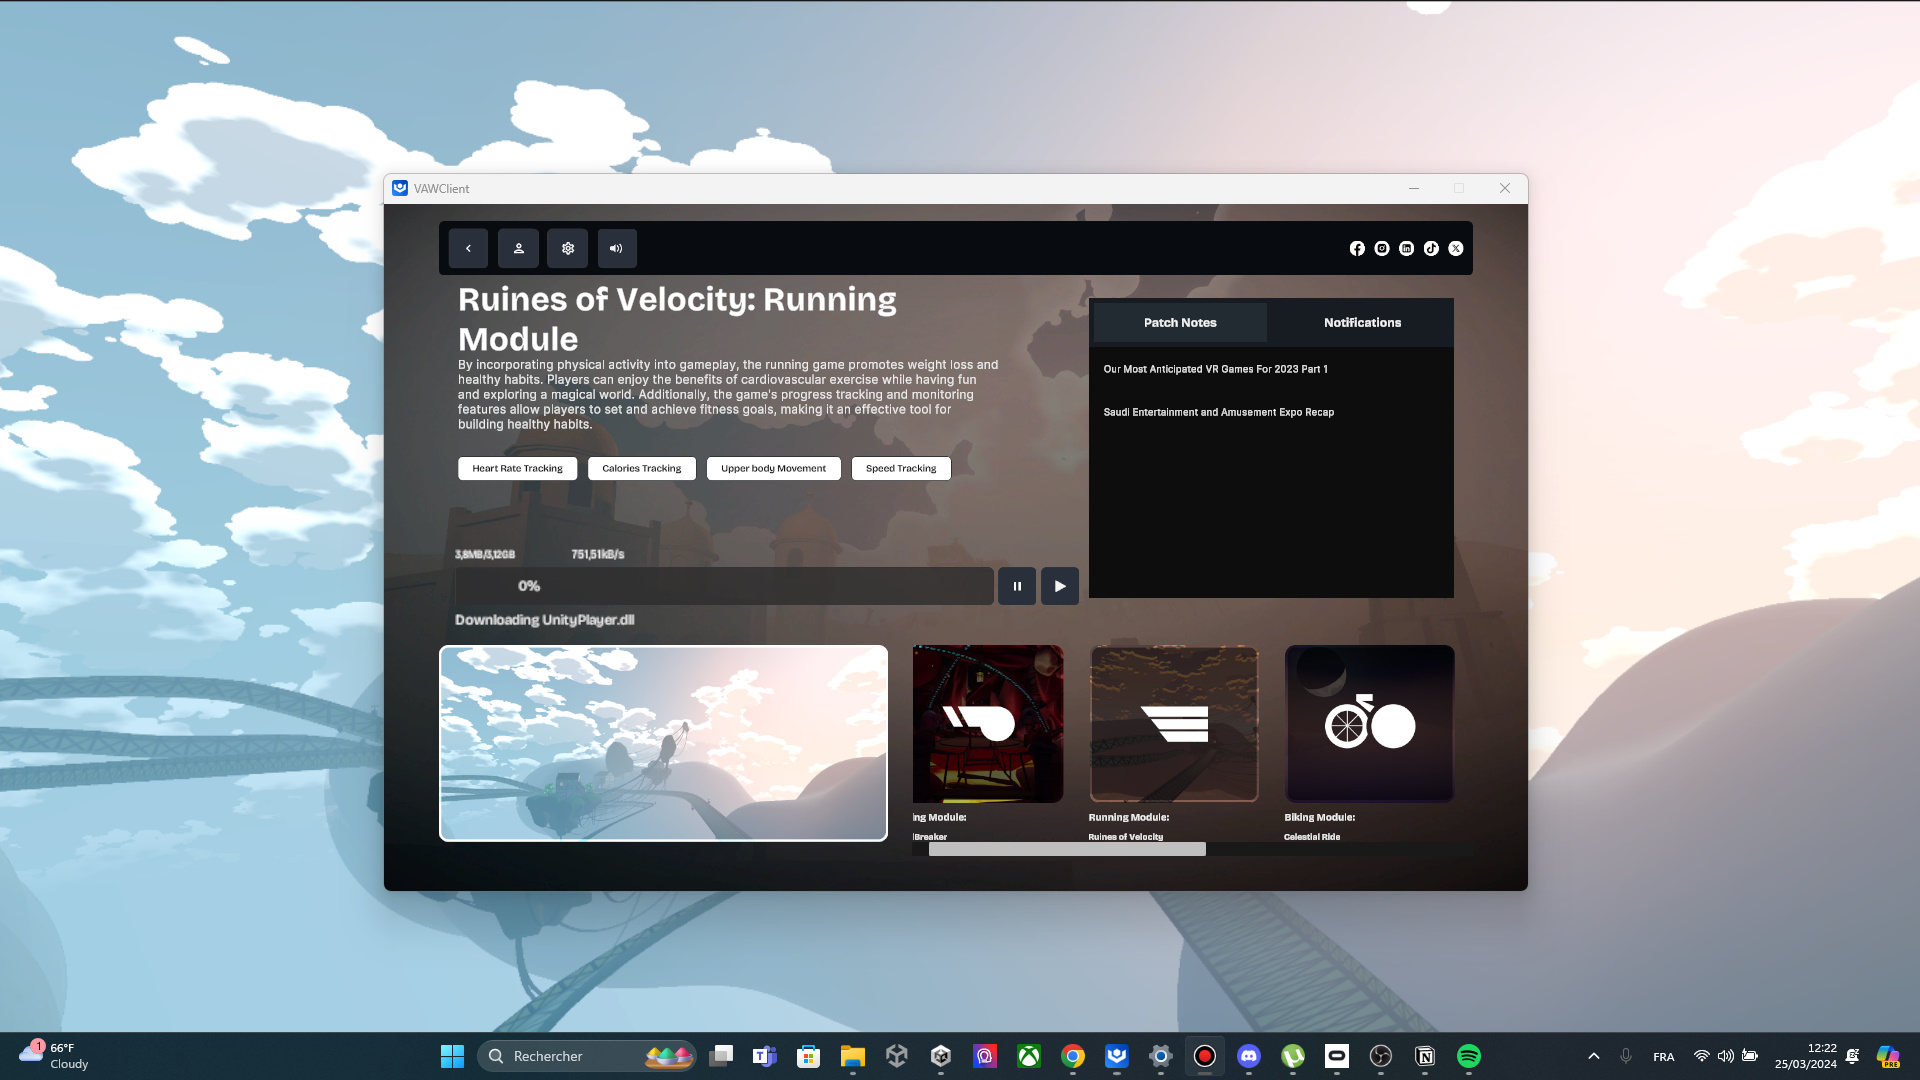 VAWClient
Ruines of Velocity: Running
Module
By incorporating physical activity into gameplay, the running game promotes weight loss and
healthy habits. Players can enjoy the benefits of cardiovascular exercise while having fun
and exploring a magical world. Additionally, the game's progress tracking and monitoring
features allow players to set and achieve fitness goals, making it an effective tool for
building healthy habits.
Heart Rate Tracking
Calories Tracking
Upper body Movement
Speed Tracking
Patch Notes
Notifications
Our Most Anticipated VR Games For 2023 Part 1
Saudi Entertainment and Amusement Expo Recap
3,8MB/3,12GB
751,51kB/s
0%
Downloading UnityPlayer.dll
ing Module:
lBreaker
Running Module:
Ruines of Velocity
Biking Module:
Celestial Ride
1
66°F
Cloudy
Rechercher
FRA
12:22
25/03/2024
PRE